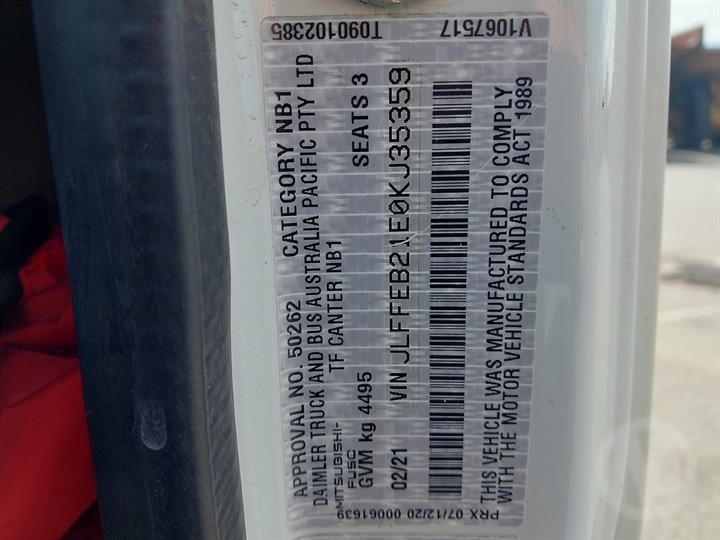 T090102385
APPROVAL NO. 50262 CATEGORY NB1
DAIMLER TRUCK AND BUS AUSTRALIA PACIFIC PTY LTD
MITSUBISHI-FUSO TF CANTER NB1
GVM kg 4495 SEATS 3
02/21 VIN JLFFEB21E0KJ35359
THIS VEHICLE WAS MANUFACTURED TO COMPLY
WITH THE MOTOR VEHICLE STANDARDS ACT 1989
PRX 07/12/20 00061639 V1067517